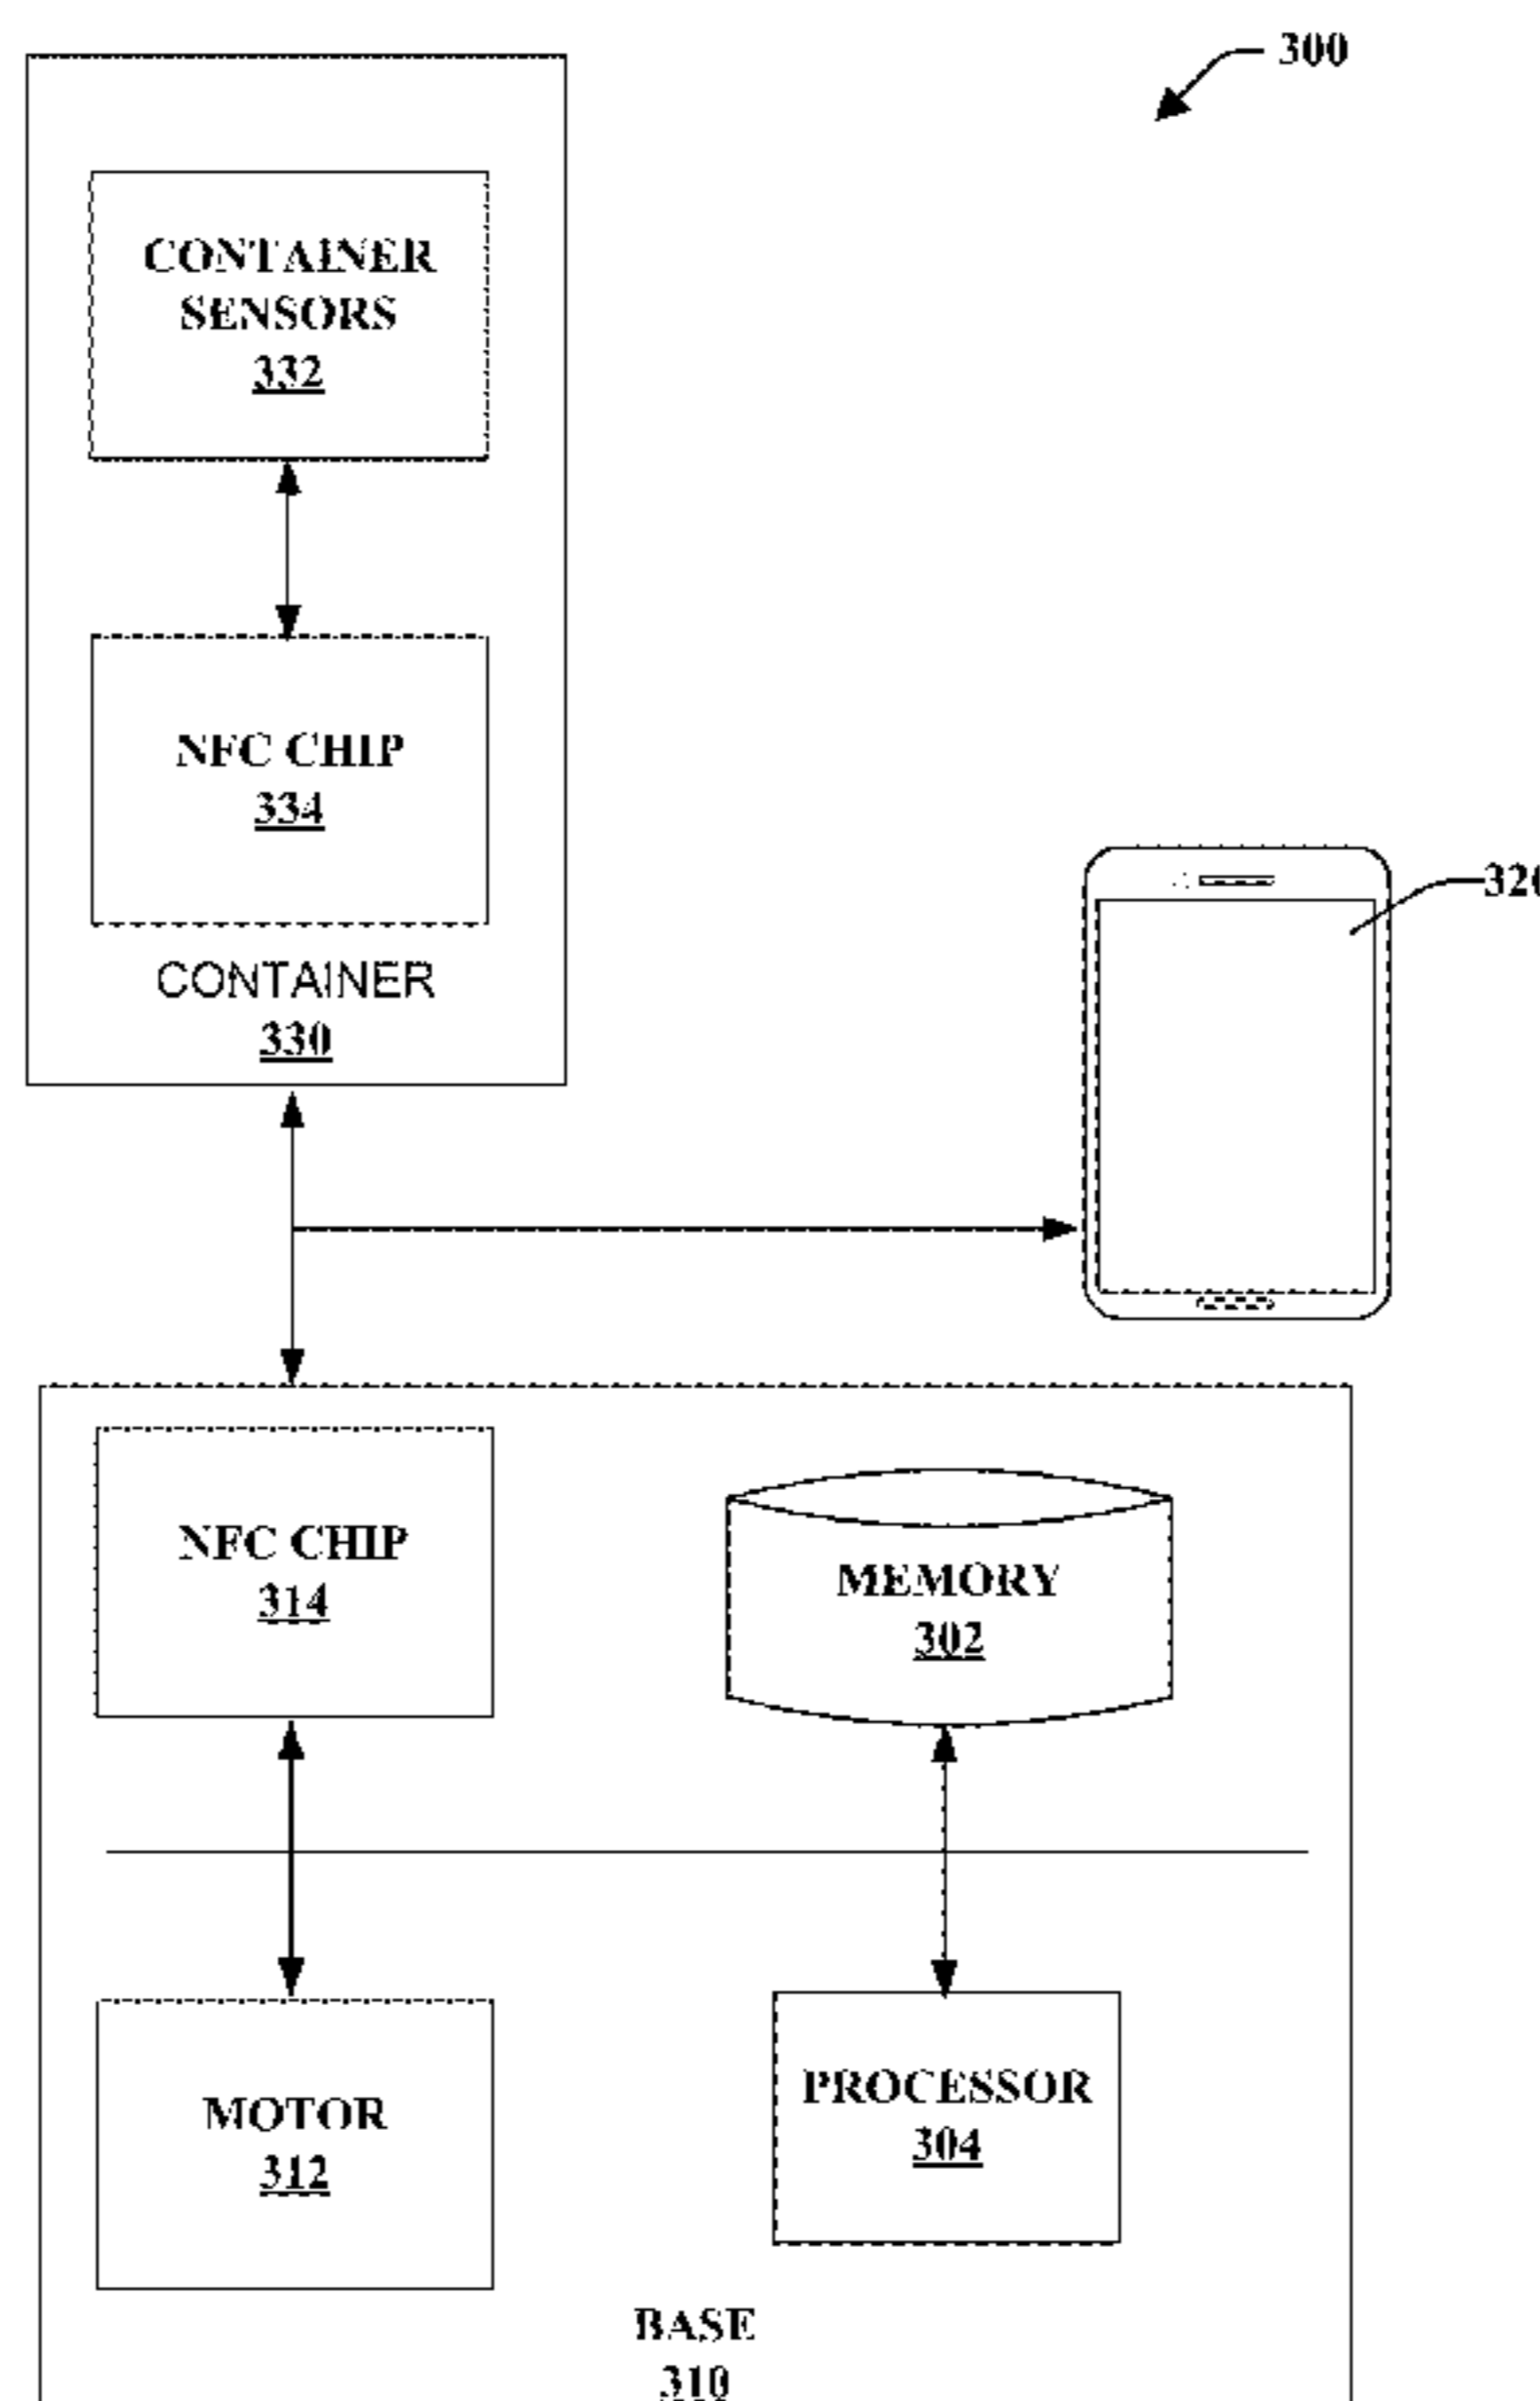 300
CONTAINER
SENSORS
332
NFC CHIP
334
CONTAINER
330
320
NFC CHIP
314
MEMORY
302
MOTOR
312
PROCESSOR
304
BASE
310